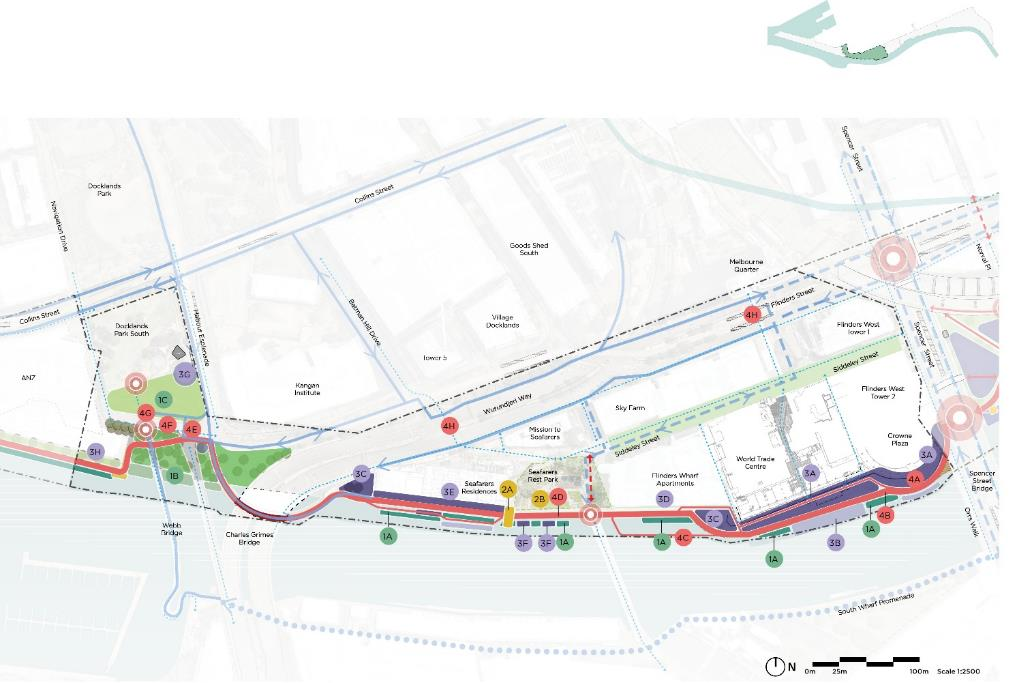 Spencer Street
Docklands
Park
Collins Street
Navigation Drive
Goods Shed
South
Melbourne
Quarter
Normal Pl
Collins Street
Flinders Street
4H
Docklands
Park South
Harbour Esplanade
Batman Hill Drive
Village
Docklands
Flinders West
Tower 1
Spencer Street
Tower 5
Siddeley Street
3G
Kangan
Institute
Flinders West
Tower 2
1C
Wurundjeri Way
4G
4F
4E
4H
Sky Farm
Mission to
Seafarers
Siddeley Street
Crowne
Plaza
3H
1B
3C
Seafarers
Rest Park
World Trade
Centre
3A
3A
Seafarers
Residences
3E
2A
2B
4D
Flinders Wharf
Apartments
3D
4A
Spencer
Street
Bridge
Webb
Bridge
Charles Grimes
Bridge
1A
3F
3F
1A
1A
4C
3C
1A
3B
1A
4B
Orrs Walk
South Wharf Promenade
N
0m
25m
100m
Scale 1:2500